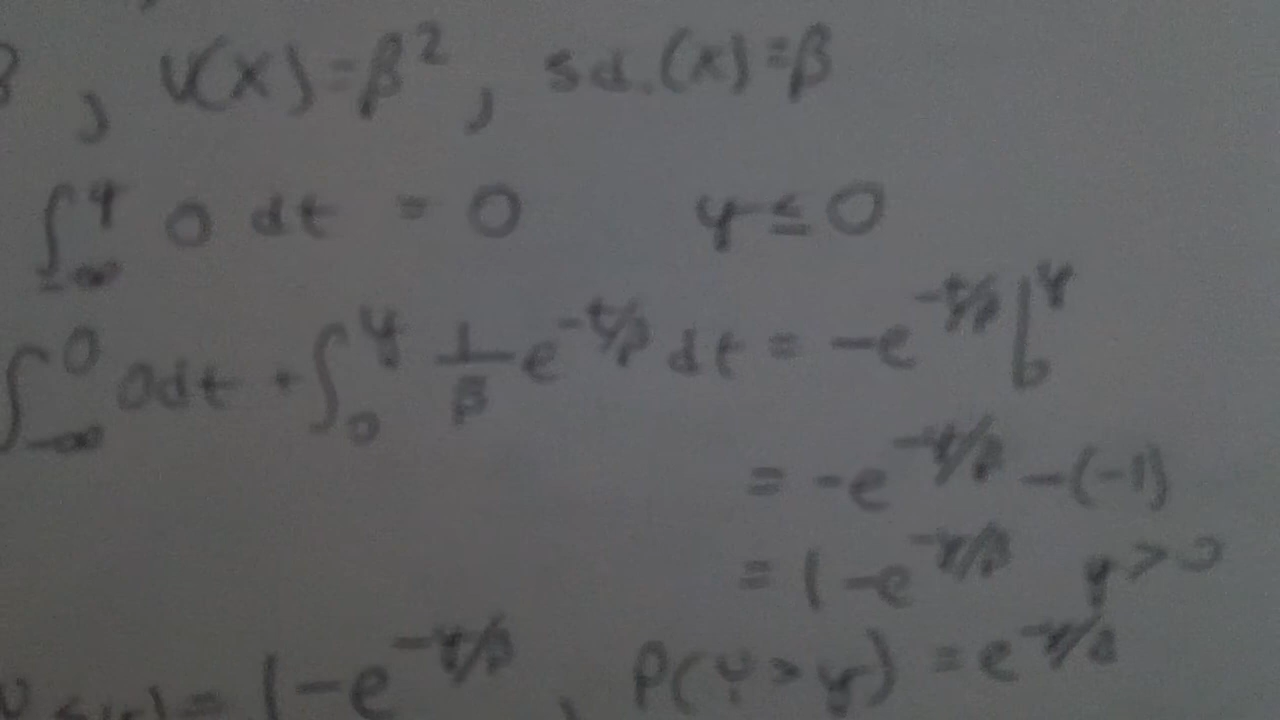 , V(X)=β², sd.(x)=β
∫_{-∞}^{y} 0 dt = 0 y≤0
∫_{-∞}^{0} 0dt + ∫_{0}^{y} 1/β e^{-t/β} dt = -e^{-t/β} |_{0}^{y}
= -e^{-y/β} -(-1)
= 1-e^{-y/β} y>0
)= 1-e^{-y/β} , P(Y>y) = e^{-y/β}